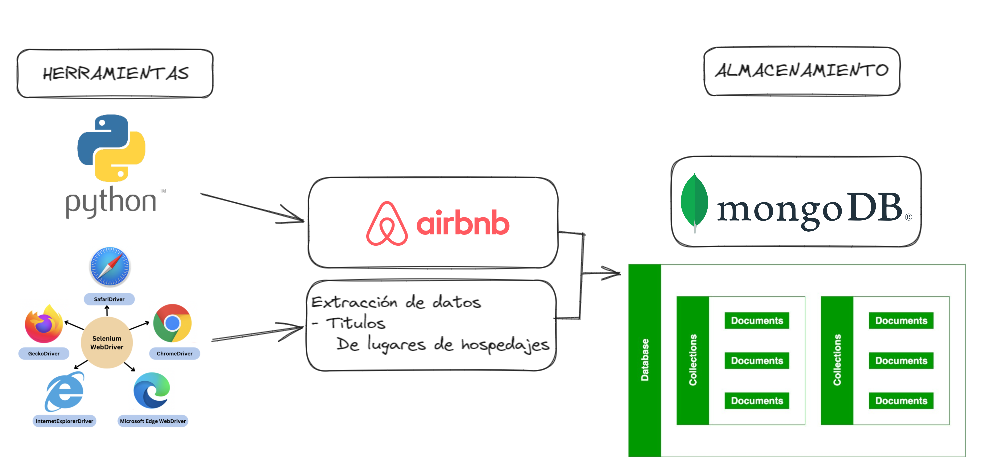 HERRAMIENTAS
python™
SafariDriver
GeckoDriver
Selenium
WebDriver
ChromeDriver
InternetExplorerDriver
Microsoft Edge WebDriver
airbnb
Extracción de datos
- Titulos
De lugares de hospedajes
ALMACENAMIENTO
mongoDB®
Database
Collections
Documents
Documents
Documents
Collections
Documents
Documents
Documents